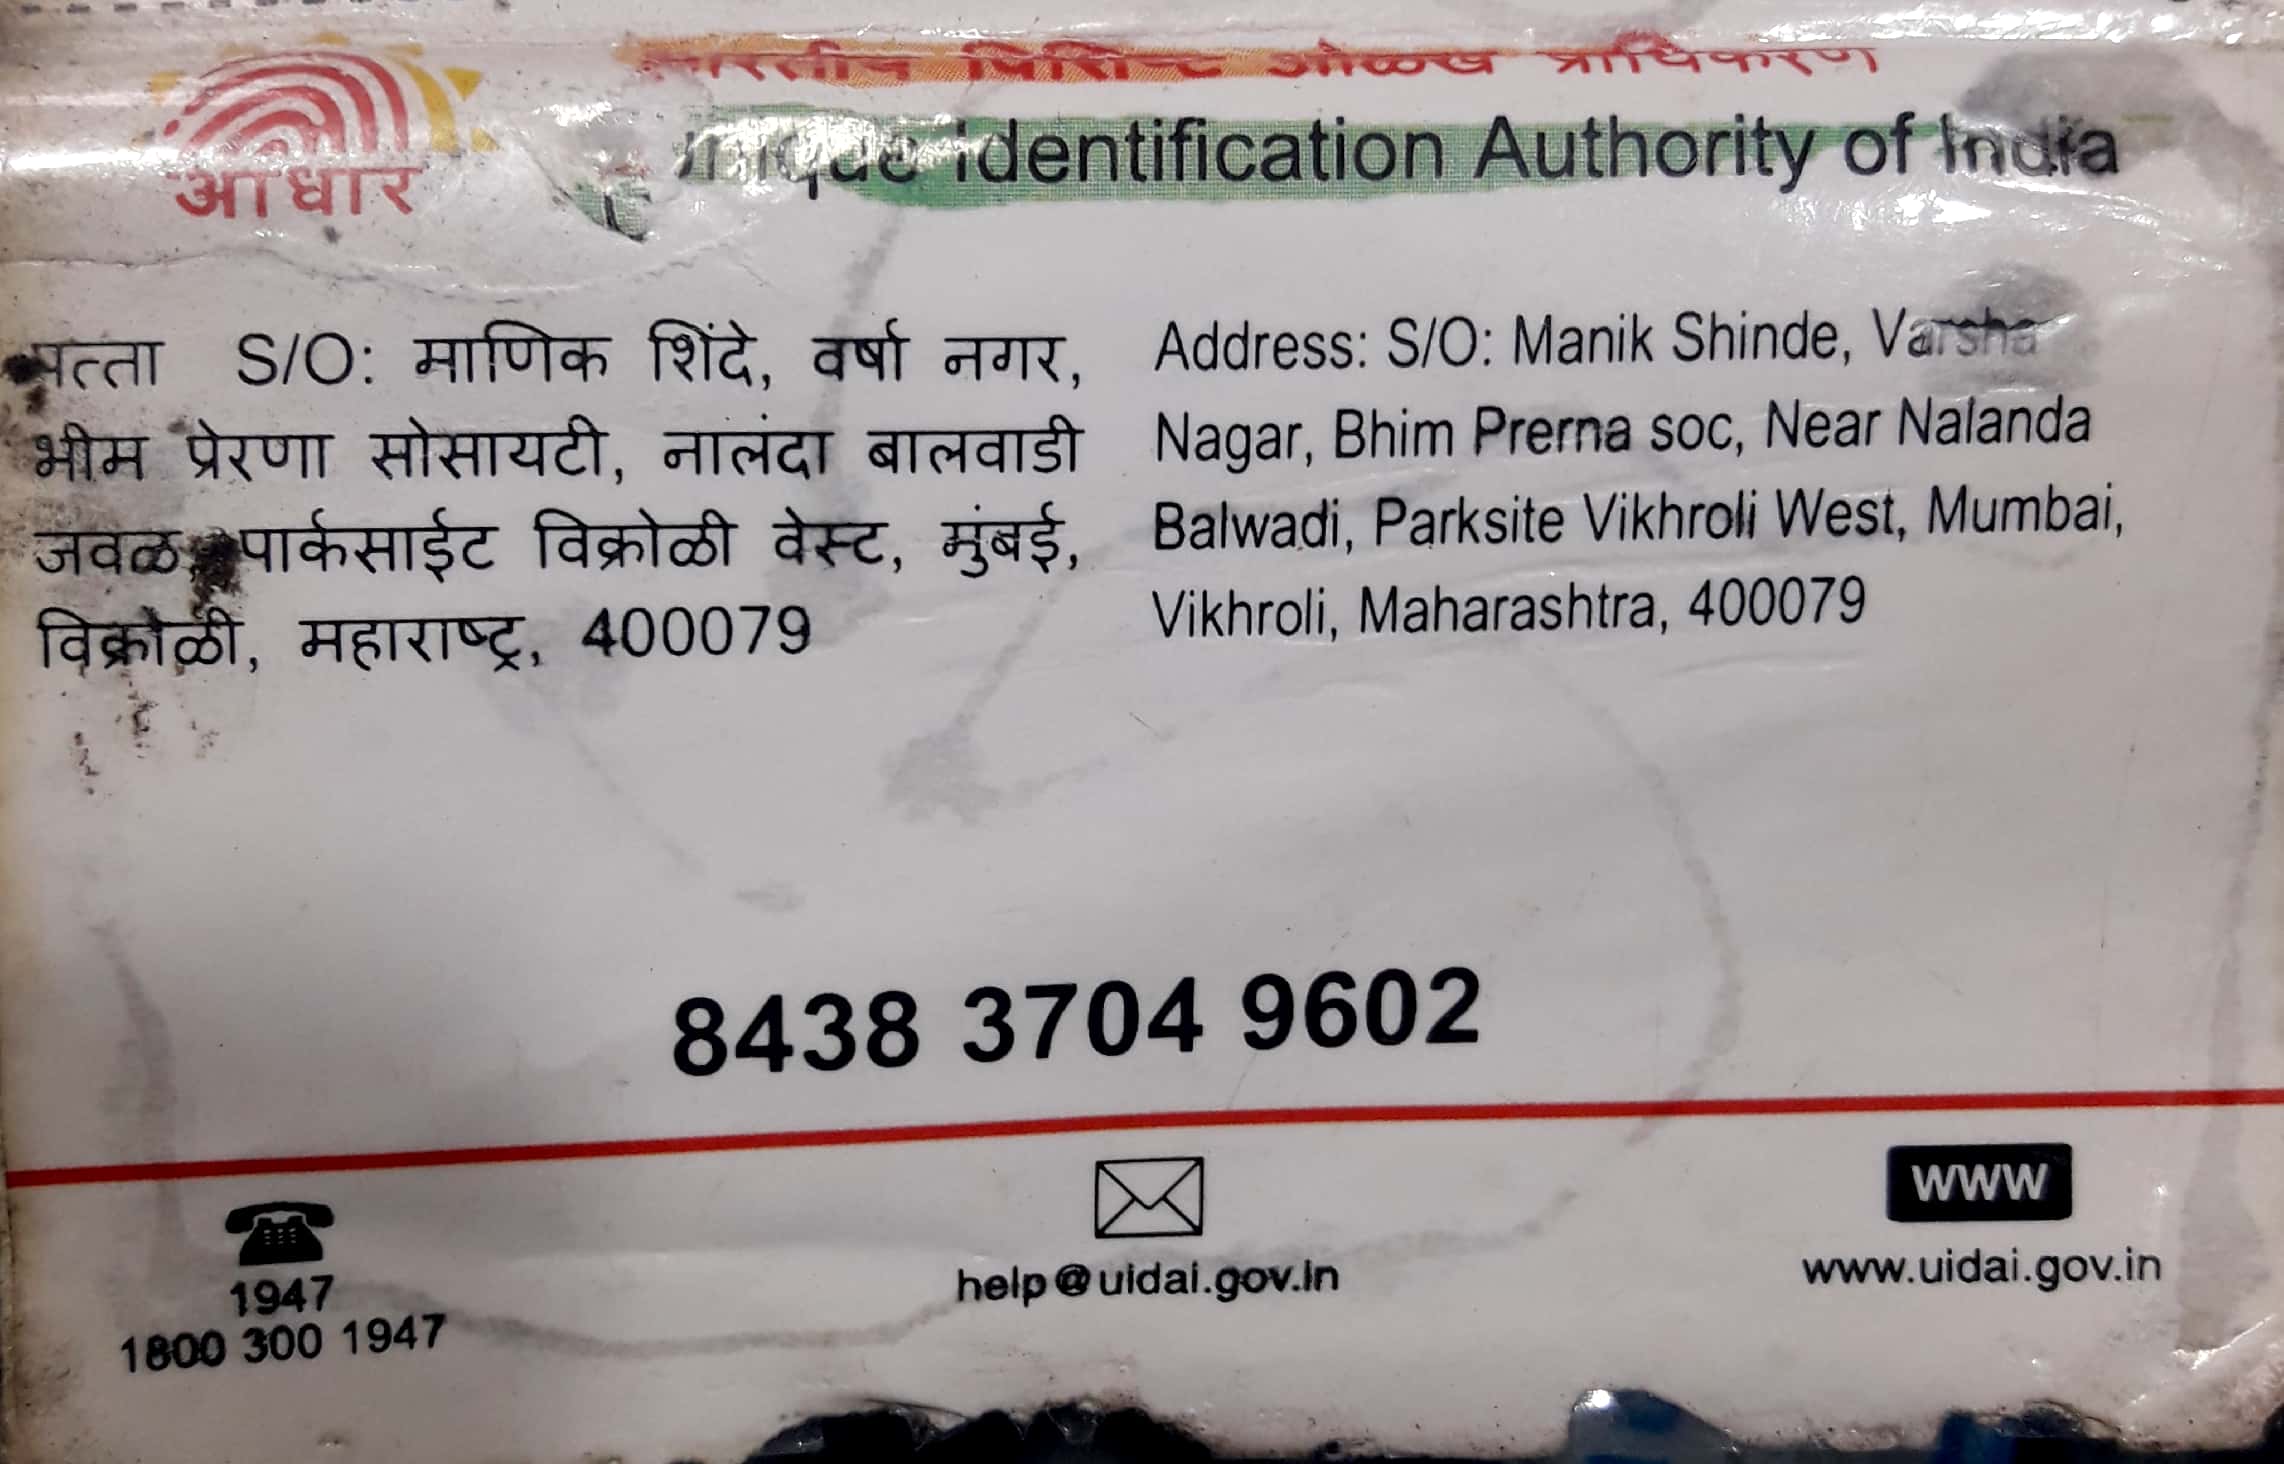 भारतीय विशिष्ट ओळख प्राधिकरण
Unique Identification Authority of India
आधार
पत्ता S/O: माणिक शिंदे, वर्षा नगर,
भीम प्रेरणा सोसायटी, नालंदा बालवाडी
जवळ, पार्कसाईट विक्रोळी वेस्ट, मुंबई,
विक्रोळी, महाराष्ट्र, 400079
Address: S/O: Manik Shinde, Varsha
Nagar, Bhim Prerna soc, Near Nalanda
Balwadi, Parksite Vikhroli West, Mumbai,
Vikhroli, Maharashtra, 400079
8438 3704 9602
1947
1800 300 1947
help@uidai.gov.in
www
www.uidai.gov.in